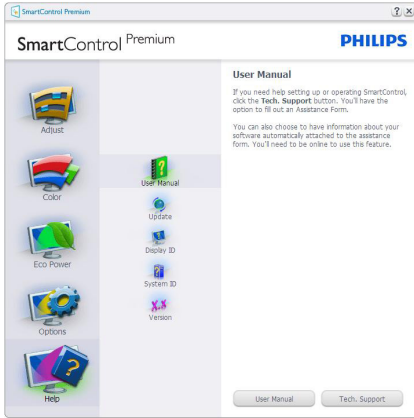 SmartControl Premium
SmartControl Premium
PHILIPS
Adjust
Color
Eco Power
Options
Help
User Manual
Update
Display ID
System ID
Version
User Manual
If you need help setting up or operating SmartControl,
click the Tech. Support button. You'll have the
option to fill out an Assistance Form.
You can also choose to have information about your
software automatically attached to the assistance
form. You'll need to be online to use this feature.
User Manual
Tech. Support